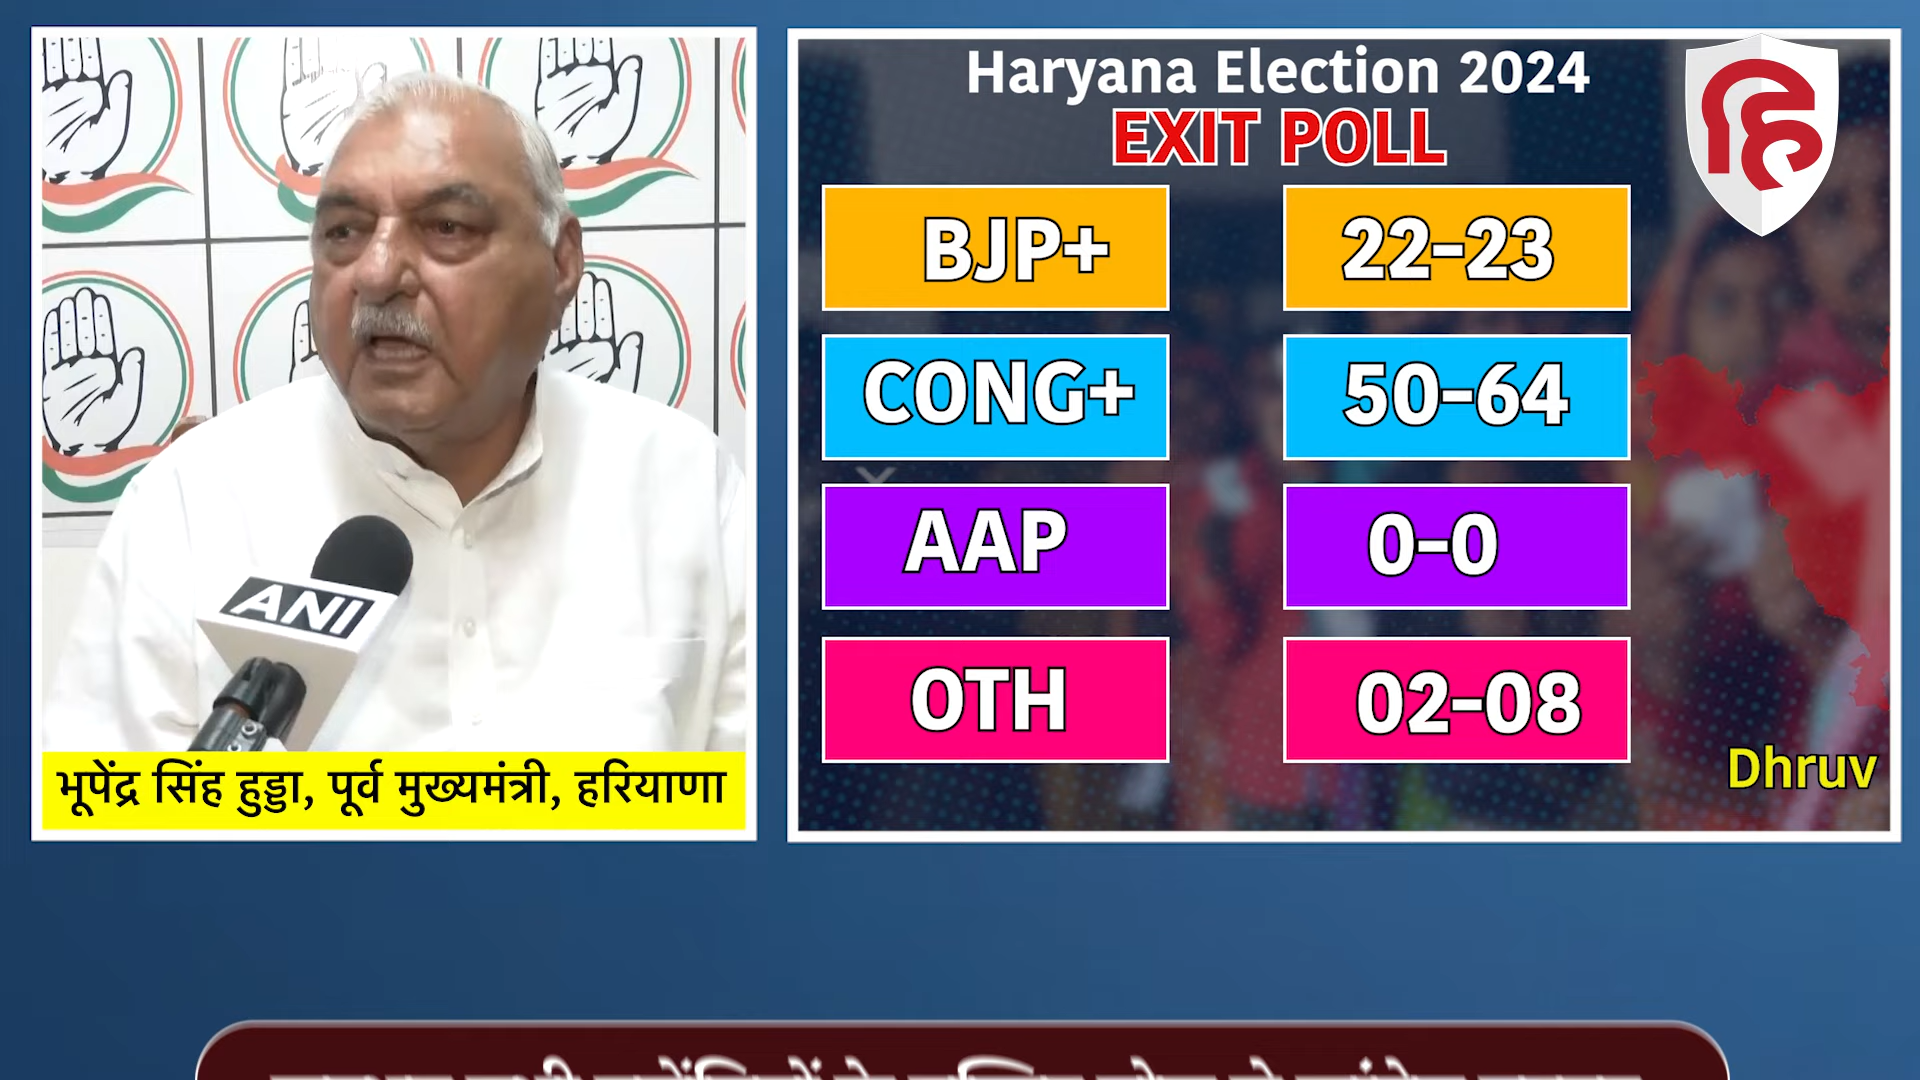 ANI
भूपेंद्र सिंह हुड्डा, पूर्व मुख्यमंत्री, हरियाणा
Haryana Election 2024
EXIT POLL
हि
BJP+ 22-23
CONG+ 50-64
AAP 0-0
OTH 02-08
Dhruv